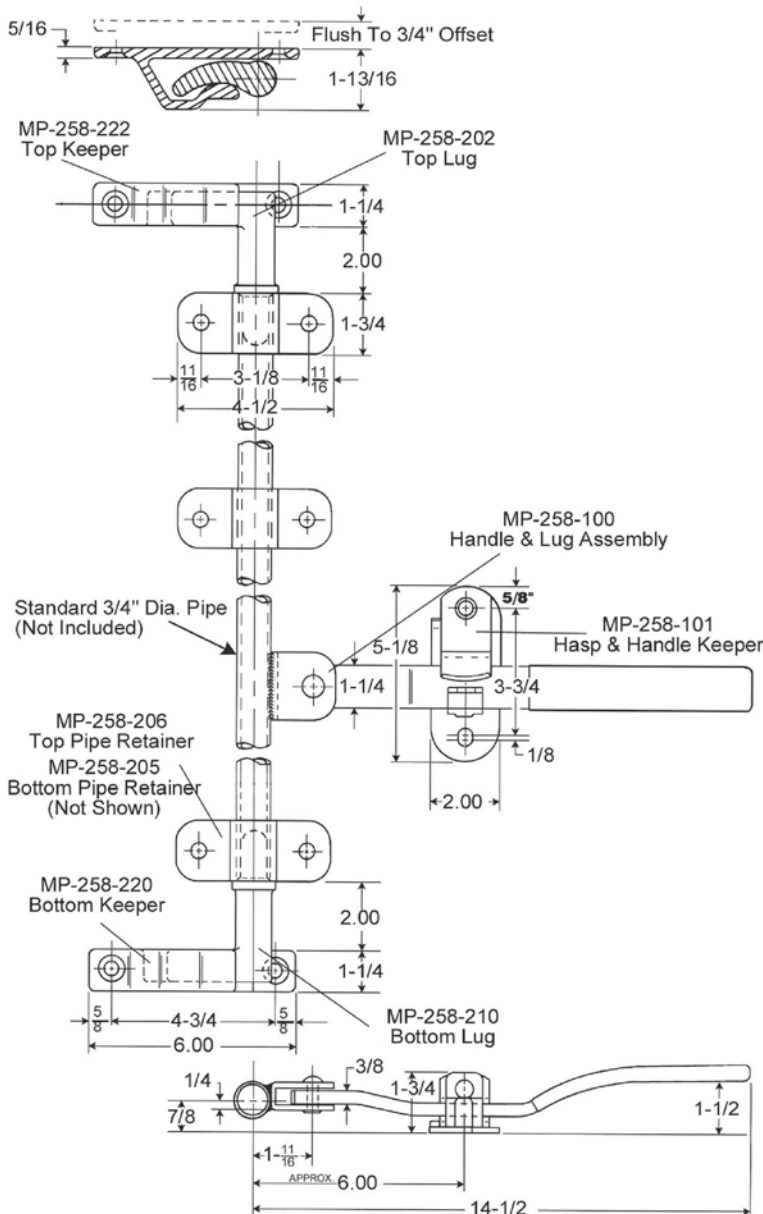 5/16
Flush To 3/4" Offset
1-13/16
MP-258-222
Top Keeper
MP-258-202
Top Lug
1-1/4
2.00
1-3/4
11/16
3-1/8
11/16
4-1/2
MP-258-100
Handle & Lug Assembly
Standard 3/4" Dia. Pipe
(Not Included)
5/8"
MP-258-101
Hasp & Handle Keeper
5-1/8
1-1/4
3-3/4
1/8
2.00
MP-258-206
Top Pipe Retainer
MP-258-205
Bottom Pipe Retainer
(Not Shown)
MP-258-220
Bottom Keeper
2.00
1-1/4
5/8
4-3/4
5/8
6.00
MP-258-210
Bottom Lug
1/4
7/8
3/8
1-3/4
1-1/2
1-11/16
APPROX. 6.00
14-1/2